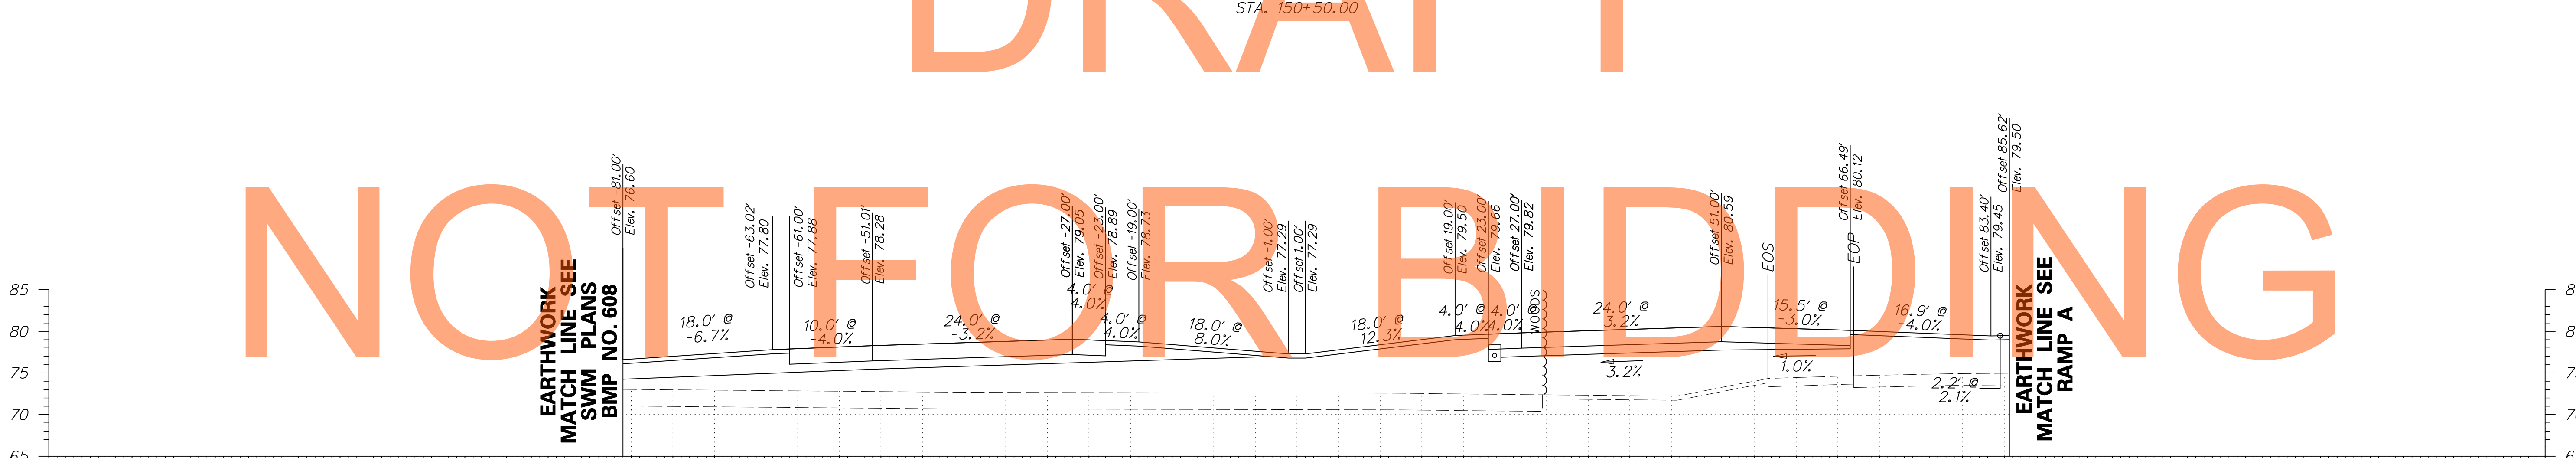 DRAFT
STA. 150+50.00
NOT FOR BIDDING
Offset -81.00'
Elev. 76.60
Offset -63.02'
Elev. 77.80
Offset -61.00'
Elev. 77.88
Offset -51.01'
Elev. 78.28
Offset -27.00'
Elev. 79.05
Offset -23.00'
Elev. 78.89
Offset -19.00'
Elev. 78.73
Offset -1.00'
Elev. 77.29
Offset 1.00'
Elev. 77.29
Offset 19.00'
Elev. 79.50
Offset 23.00'
Elev. 79.66
Offset 27.00'
Elev. 79.82
Offset 51.00'
Elev. 80.59
EOS
Offset 66.49'
Elev. 80.12
EOP
Offset 83.40'
Elev. 79.45
Offset 85.62'
Elev. 79.50
EARTHWORK
MATCH LINE SEE
SWM PLANS
BMP NO. 608
18.0' @
-6.7%
10.0' @
-4.0%
24.0' @
-3.2%
4.0' @
4.0%
4.0' @
4.0%
18.0' @
8.0%
18.0' @
12.3%
4.0' @
4.0%
4.0' @
4.0%
WOODS
24.0' @
3.2%
15.5' @
-3.0%
16.9' @
-4.0%
3.2%
1.0%
2.2' @
2.1%
EARTHWORK
MATCH LINE SEE
RAMP A
85
80
75
70
65